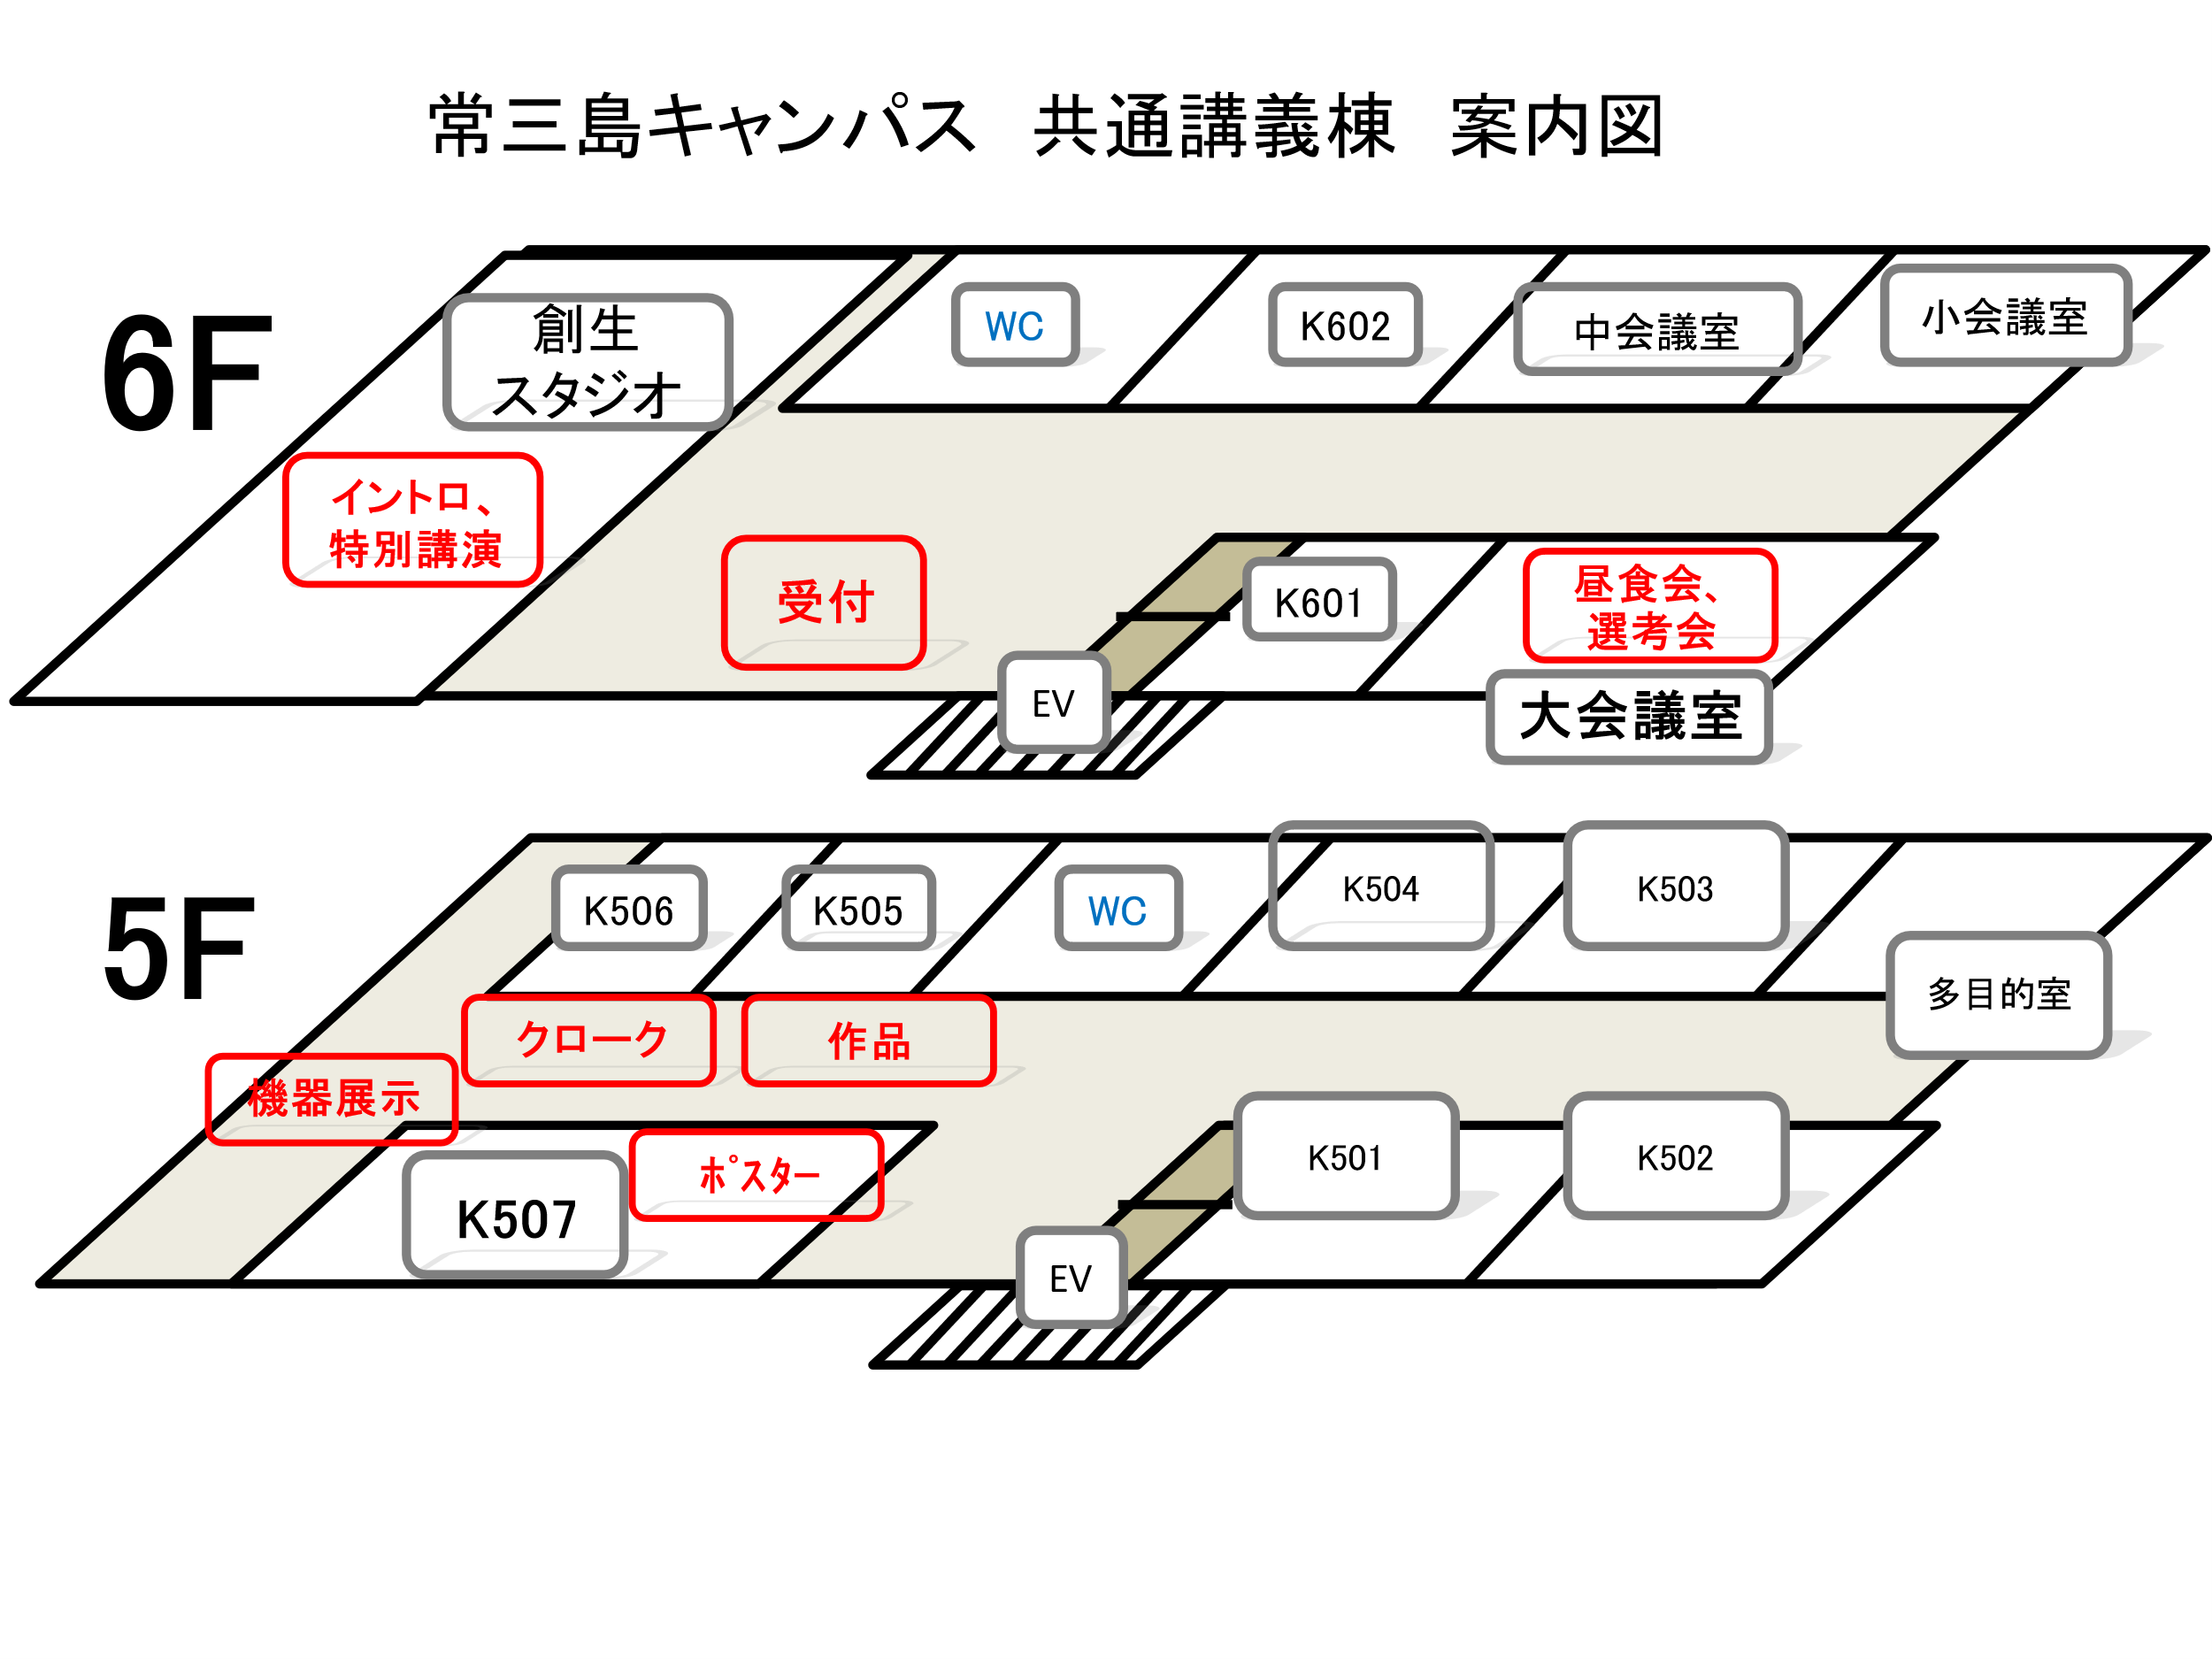 常三島キャンパス　共通講義棟６階　案内図
6F
創生
スタジオ
WC
K602
中会議室
小会議室
イントロ、
特別講演
受付
K601
昼食会、
選考会
EV
大会議室
5F
K506
K505
WC
K504
K503
多目的室
クローク
作品
機器展示
ポスター
K507
K501
K502
EV